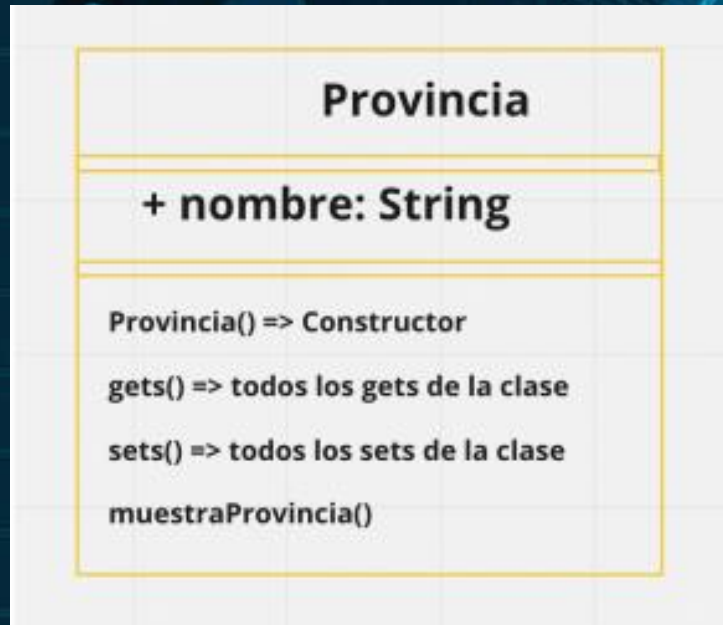 Provincia
+ nombre: String
Provincia() => Constructor
gets() => todos los gets de la clase
sets() => todos los sets de la clase
muestraProvincia()